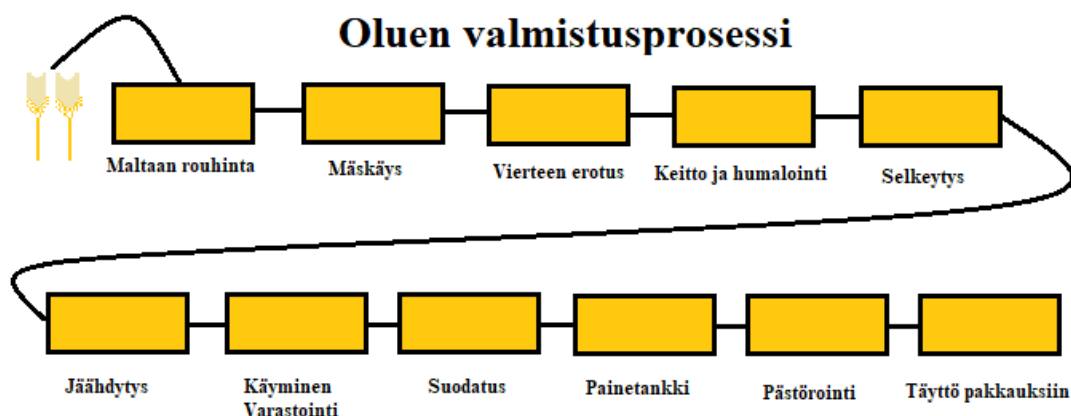 Oluen valmistusprosessi
Maltaan rouhinta
Mäskäys
Vierteen erotus
Keitto ja humalointi
Selkeytys
Jäähdytys
Käyminen
Varastointi
Suodatus
Painetankki
Pästörointi
Täyttö pakkauksiin